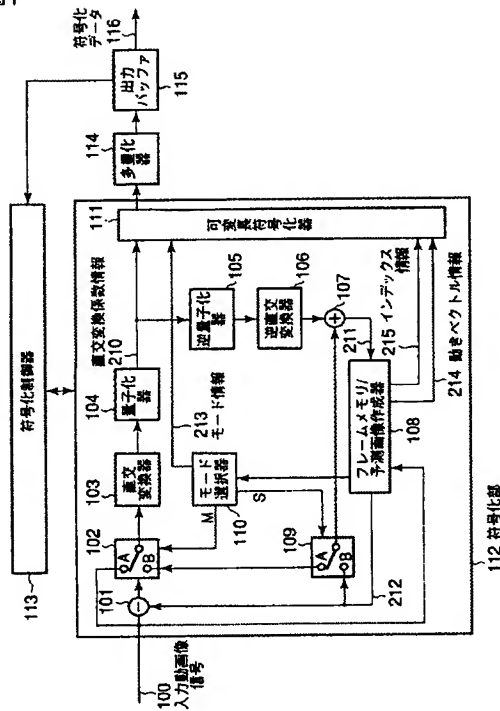 符号化制御器
113
符号化
データ
116
出力
バッファ
115
114
多重化器
111
可変長符号化器
直交変換係数情報
210
105
逆量子化器
106
逆直交変換器
107
211
104
量子化器
213
モード情報
215 インデックス
情報
214 動きベクトル情報
103
直交
変換器
モード
選択器
110
M
S
フレームメモリ/
予測画像作成器
108
102
A
B
109
A
B
101
212
100
入力動画像
信号
112 符号化部